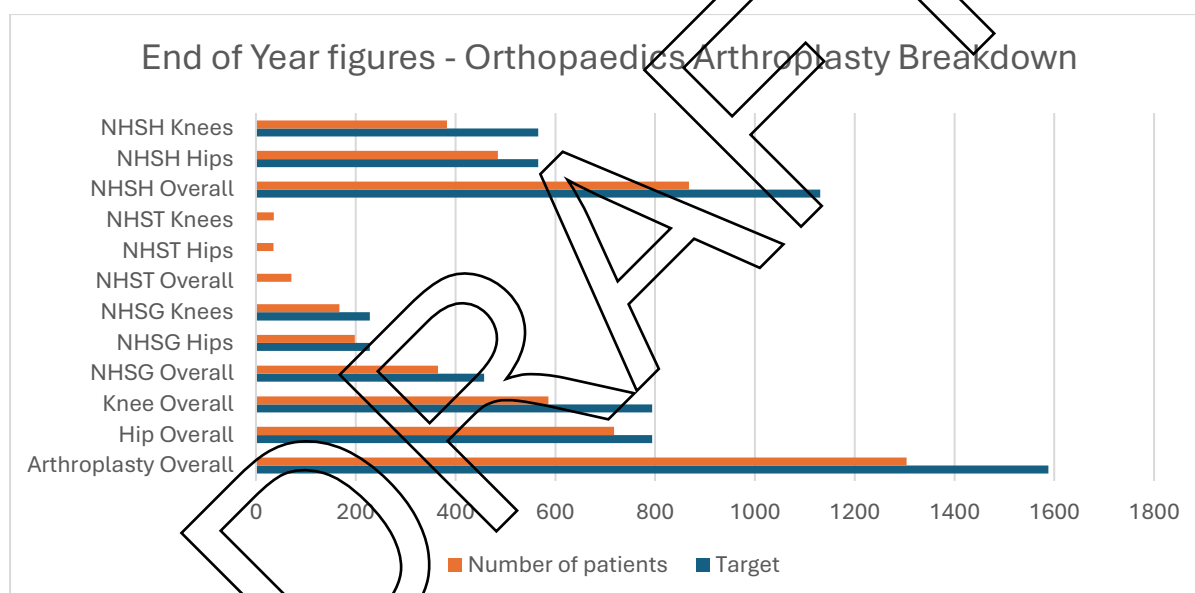 End of Year figures - Orthopaedics Arthroplasty Breakdown
NHSH Knees
NHSH Hips
NHSH Overall
NHST Knees
NHST Hips
NHST Overall
NHSG Knees
NHSG Hips
NHSG Overall
Knee Overall
Hip Overall
Arthroplasty Overall
0 200 400 600 800 1000 1200 1400 1600 1800
Number of patients Target
DRAFT